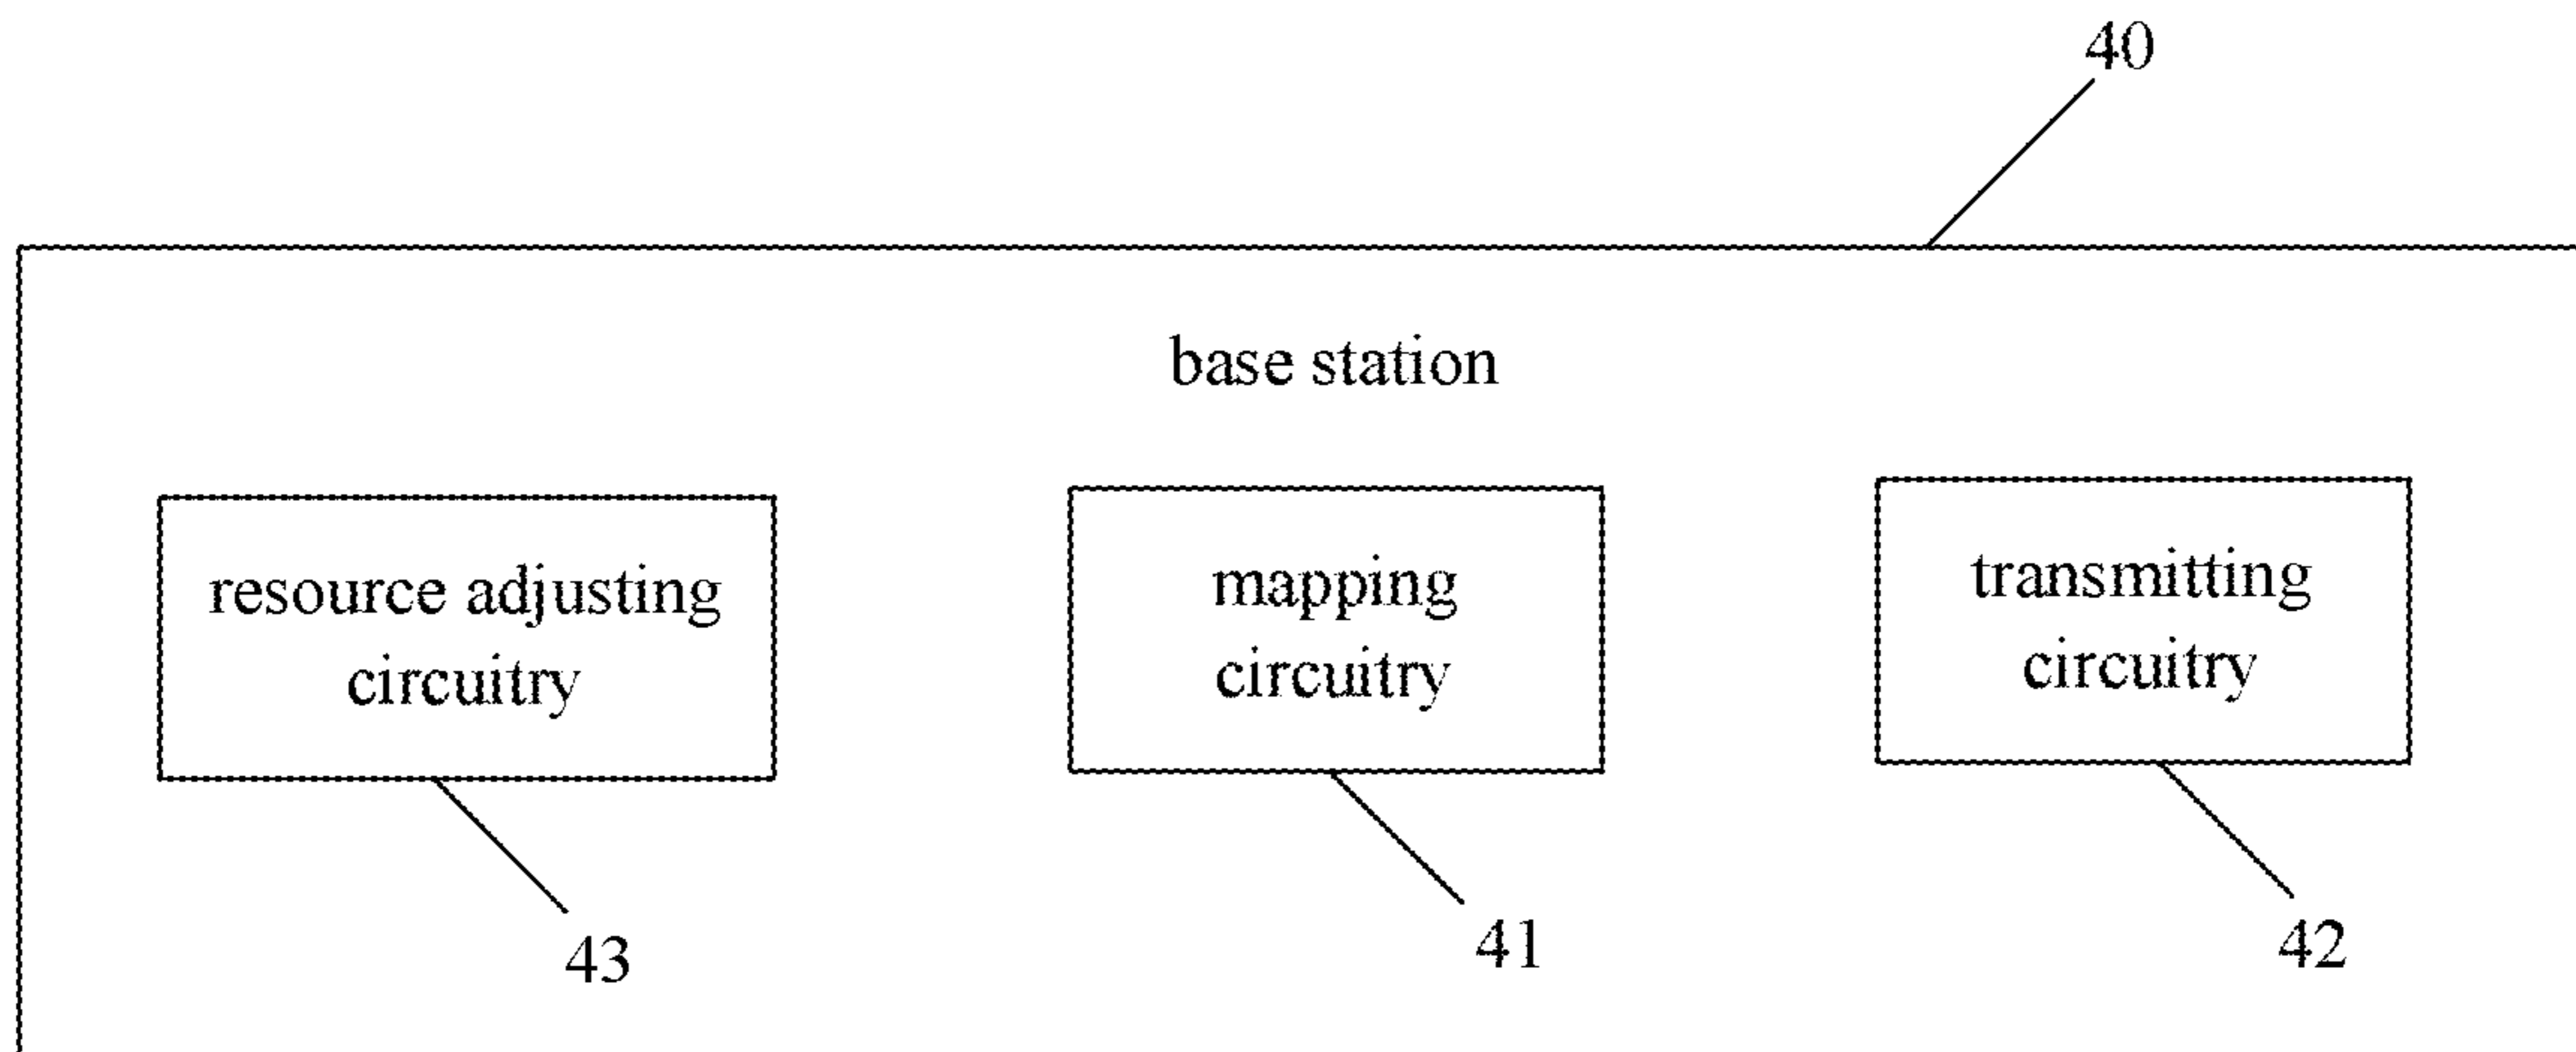 40
base station
resource adjusting
circuitry
mapping
circuitry
transmitting
circuitry
43
41
42